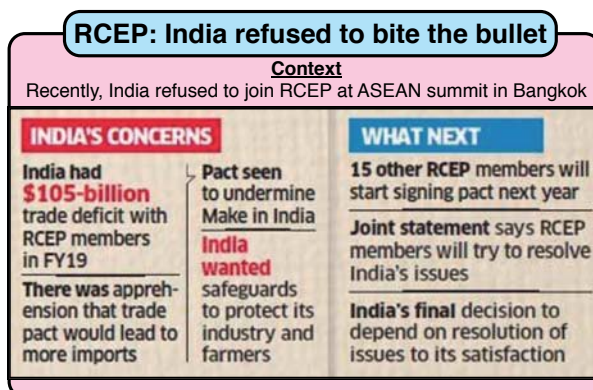 RCEP: India refused to bite the bullet
Context
Recently, India refused to join RCEP at ASEAN summit in Bangkok
INDIA'S CONCERNS
India had
$105-billion
trade deficit with
RCEP members
in FY19
There was appreh-
ension that trade
pact would lead to
more imports
Pact seen
to undermine
Make in India
India
wanted
safeguards
to protect its
industry and
farmers
WHAT NEXT
15 other RCEP members will
start signing pact next year
Joint statement says RCEP
members will try to resolve
India's issues
India's final decision to
depend on resolution of
issues to its satisfaction